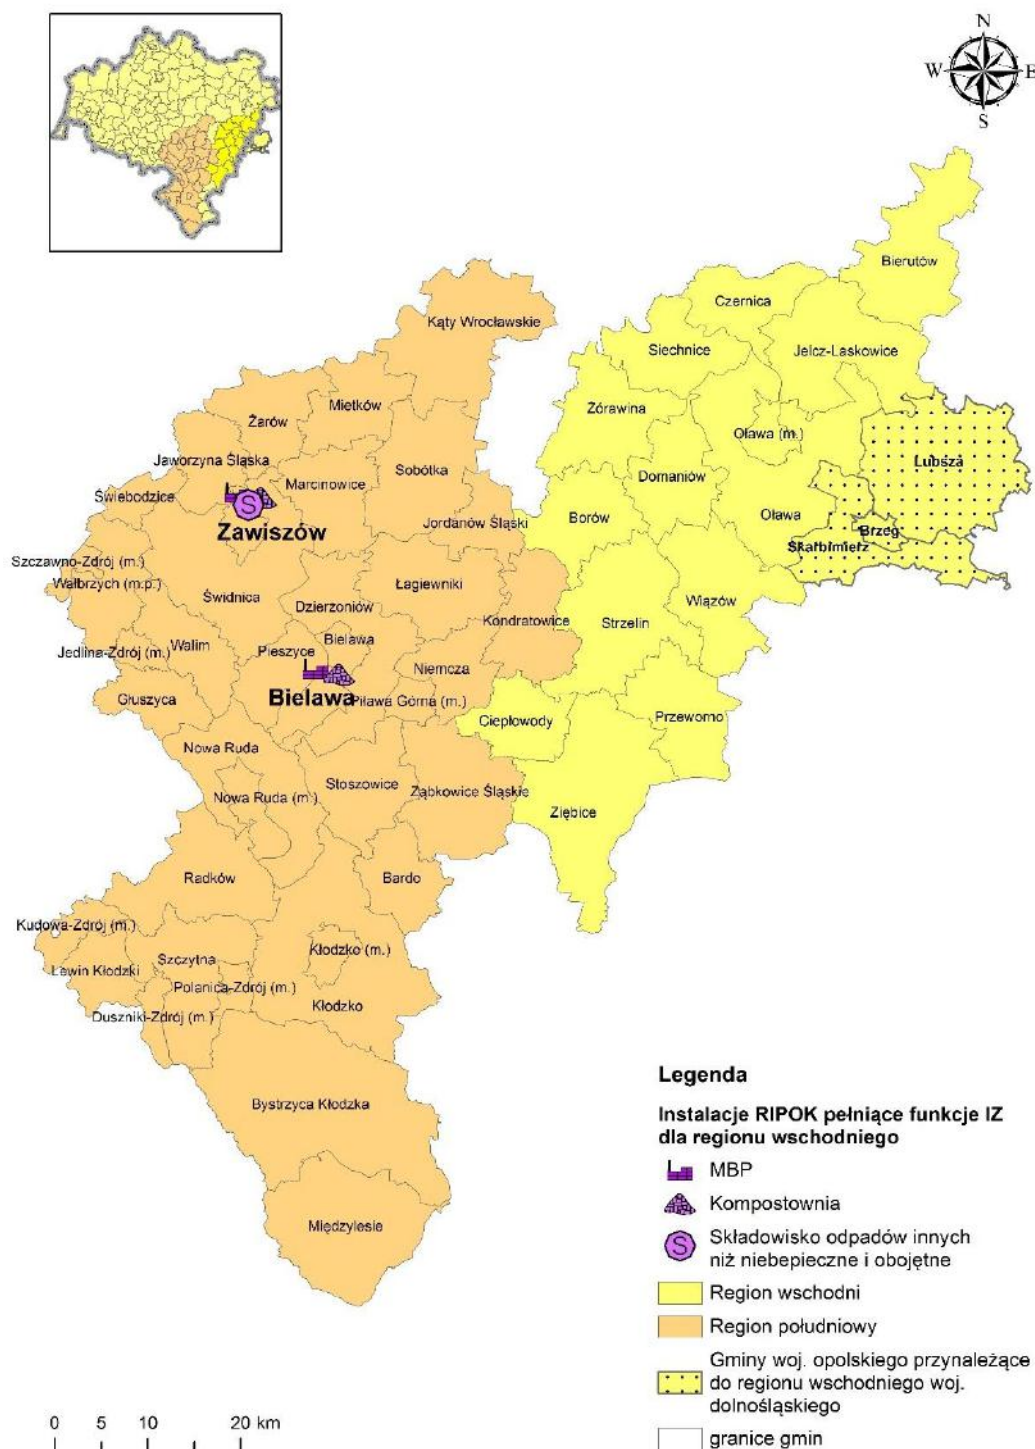 N
W E
S
Bierutów
Czernica
Kąty Wrocławskie
Siechnice
Jelcz-Laskowice
Mietków
Żórawina
Żarów
Oława (m.)
Jaworzyna Śląska
Sobótka
Lubsza
Marcinowice
Domaniów
Świebodzice
S
Oława
Borów
Jordanów Śląski
Brzeg
Zawiszów
Skarbimierz
Szczawno-Zdrój (m.)
Wałbrzych (m.p.)
Łagiewniki
Świdnica
Wiązów
Dzierżoniów
Kondratowice
Strzelin
Bielawa
Walim
Pieszyce
Jedlina-Zdrój (m.)
Niemcza
Głuszyca
Bielawa
Piława Górna (m.)
Ciepłowody
Przeworno
Nowa Ruda
Stoszowice
Ząbkowice Śląskie
Nowa Ruda (m.)
Ziębice
Radków
Bardo
Kudowa-Zdrój (m.)
Kłodzko (m.)
Szczytna
Lewin Kłodzki
Polanica-Zdrój (m.)
Kłodzko
Duszniki-Zdrój (m.)
Bystrzyca Kłodzka
Międzylesie
Legenda
Instalacje RIPOK pełniące funkcje IZ
dla regionu wschodniego
MBP
Kompostownia
S
Składowisko odpadów innych
niż niebepieczne i obojętne
Region wschodni
Region południowy
Gminy woj. opolskiego przynależące
do regionu wschodniego woj.
dolnośląskiego
granice gmin
0 5 10 20 km